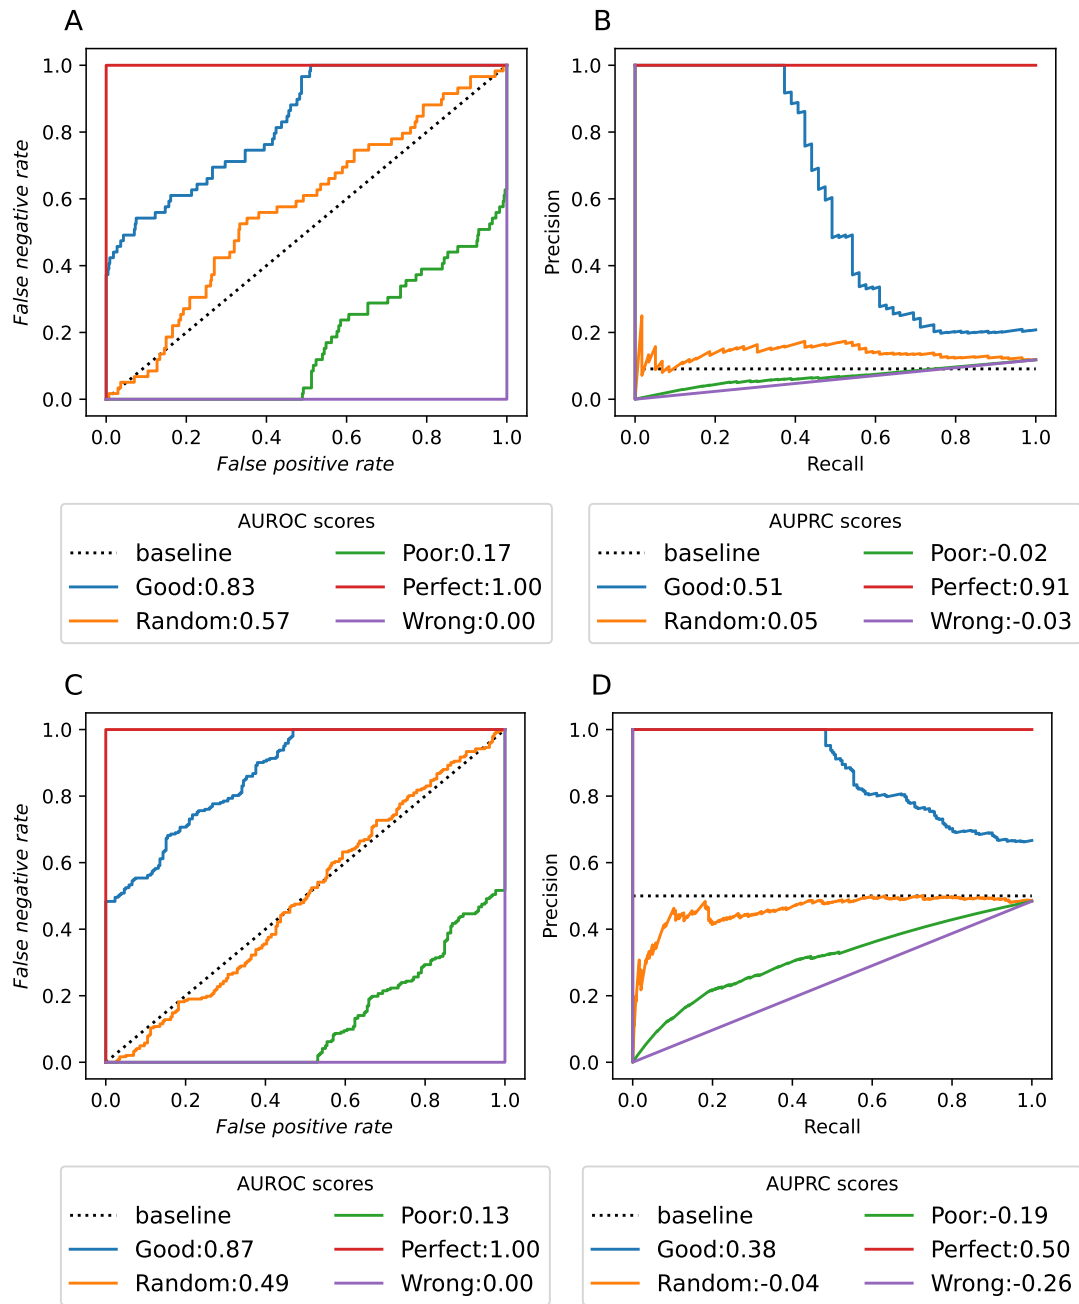 A
B
1.0
0.8
0.6
0.4
0.2
0.0
False negative rate
0.0 0.2 0.4 0.6 0.8 1.0
False positive rate
1.0
0.8
0.6
0.4
0.2
0.0
Precision
0.0 0.2 0.4 0.6 0.8 1.0
Recall
AUROC scores
baseline
Good:0.83
Random:0.57
Poor:0.17
Perfect:1.00
Wrong:0.00
AUPRC scores
baseline
Good:0.51
Random:0.05
Poor:-0.02
Perfect:0.91
Wrong:-0.03
C
D
1.0
0.8
0.6
0.4
0.2
0.0
False negative rate
0.0 0.2 0.4 0.6 0.8 1.0
False positive rate
1.0
0.8
0.6
0.4
0.2
0.0
Precision
0.0 0.2 0.4 0.6 0.8 1.0
Recall
AUROC scores
baseline
Good:0.87
Random:0.49
Poor:0.13
Perfect:1.00
Wrong:0.00
AUPRC scores
baseline
Good:0.38
Random:-0.04
Poor:-0.19
Perfect:0.50
Wrong:-0.26